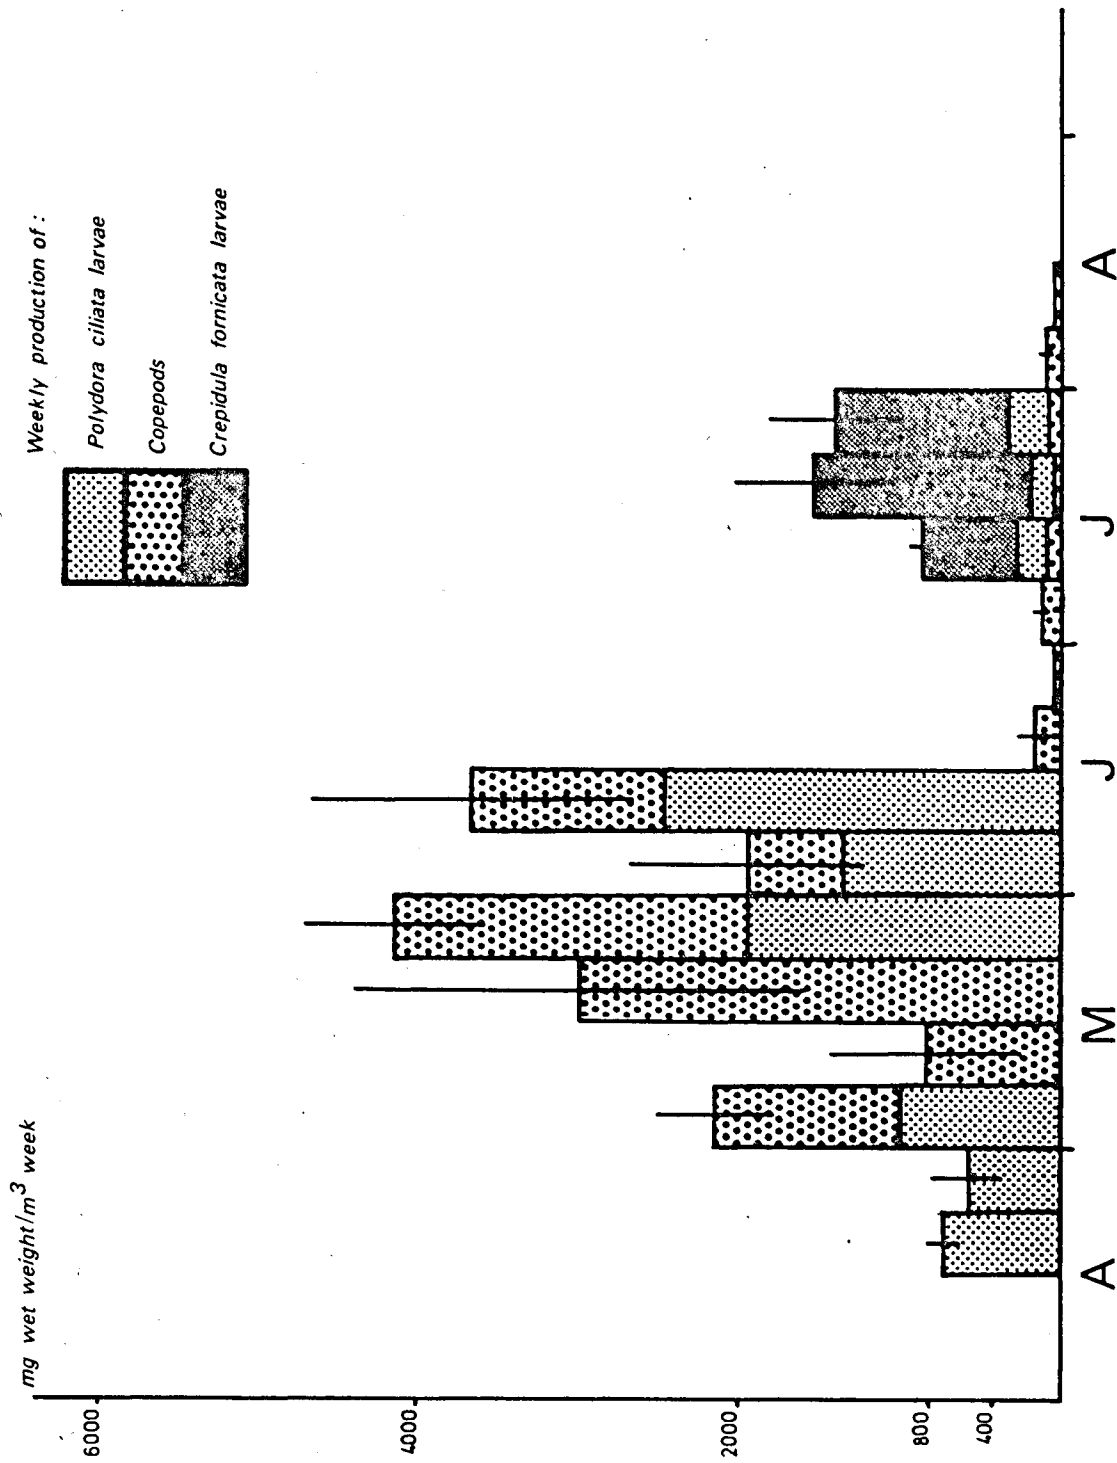 mg wet weight/m³ week
Weekly production of :
Polydora ciliata larvae
Copepods
Crepidula fornicata larvae
6000
4000
2000
800
400
A
M
J
J
A